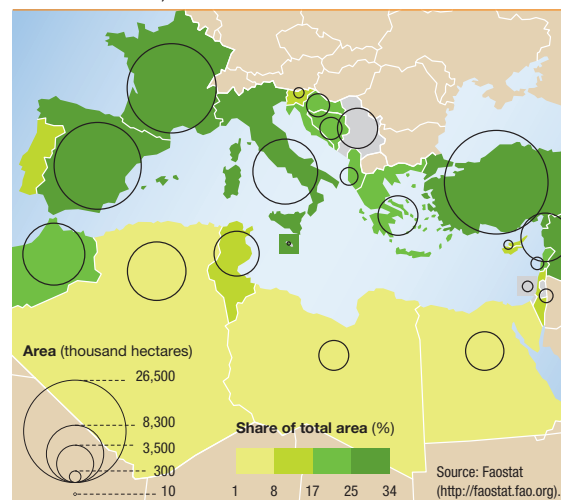 Area (thousand hectares)
26,500
8,300
3,500
300
10
Share of total area (%)
1 8 17 25 34
Source: Faostat
(http://faostat.fao.org).